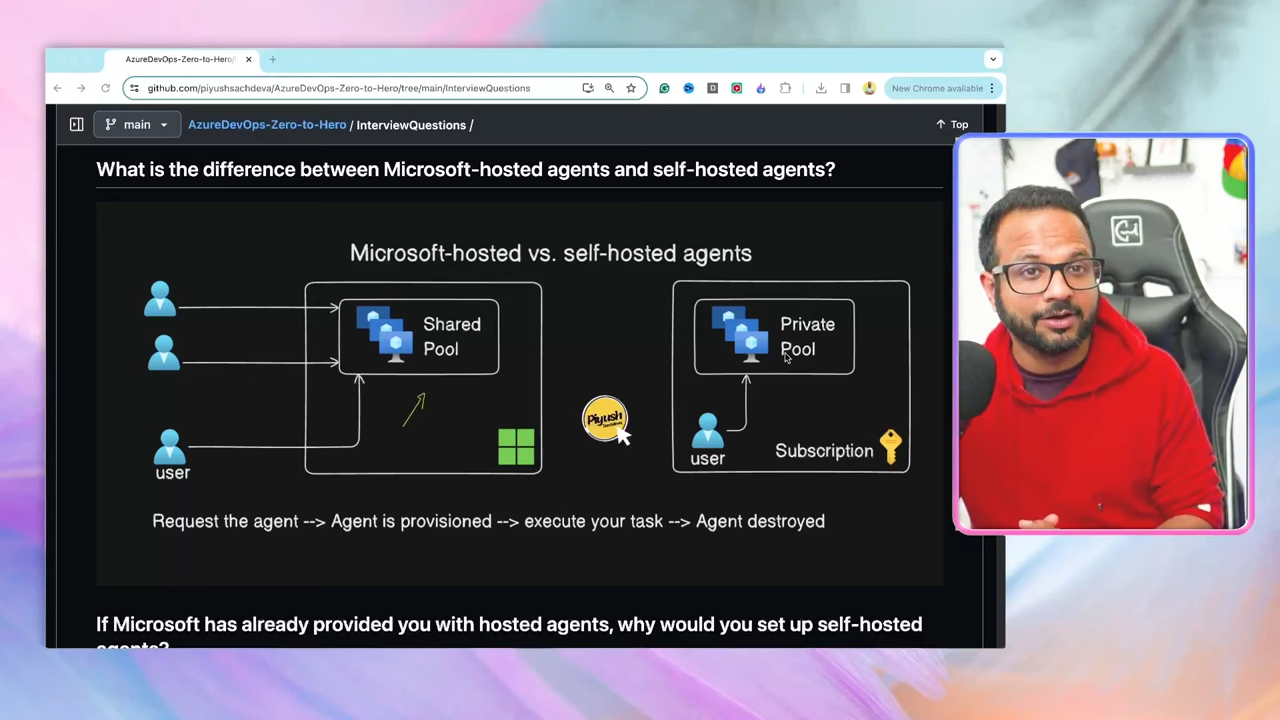 AzureDevOps-Zero-to-Hero/
github.com/piyushsachdeva/AzureDevOps-Zero-to-Hero/tree/main/InterviewQuestions
New Chrome available
main
AzureDevOps-Zero-to-Hero / InterviewQuestions /
Top
What is the difference between Microsoft-hosted agents and self-hosted agents?
Microsoft-hosted vs. self-hosted agents
Shared
Pool
user
Private
Pool
user
Subscription
Piyush
Request the agent --> Agent is provisioned --> execute your task --> Agent destroyed
If Microsoft has already provided you with hosted agents, why would you set up self-hosted
agents?